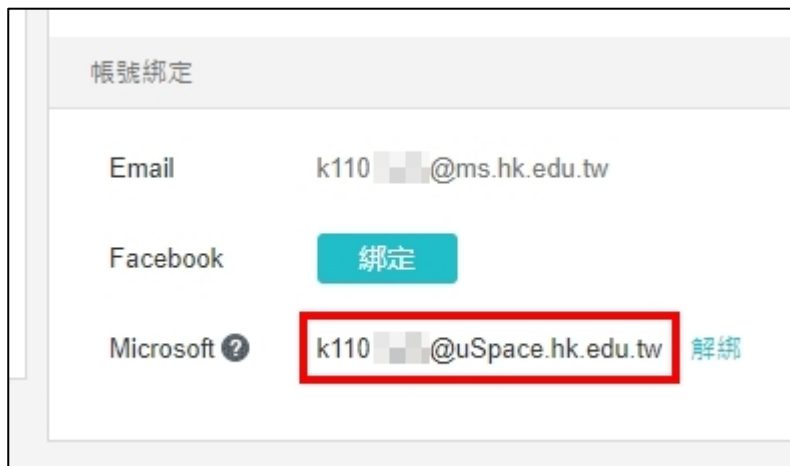 帳號綁定
Email k110 @ms.hk.edu.tw
Facebook 綁定
Microsoft ? k110 @uSpace.hk.edu.tw 解綁